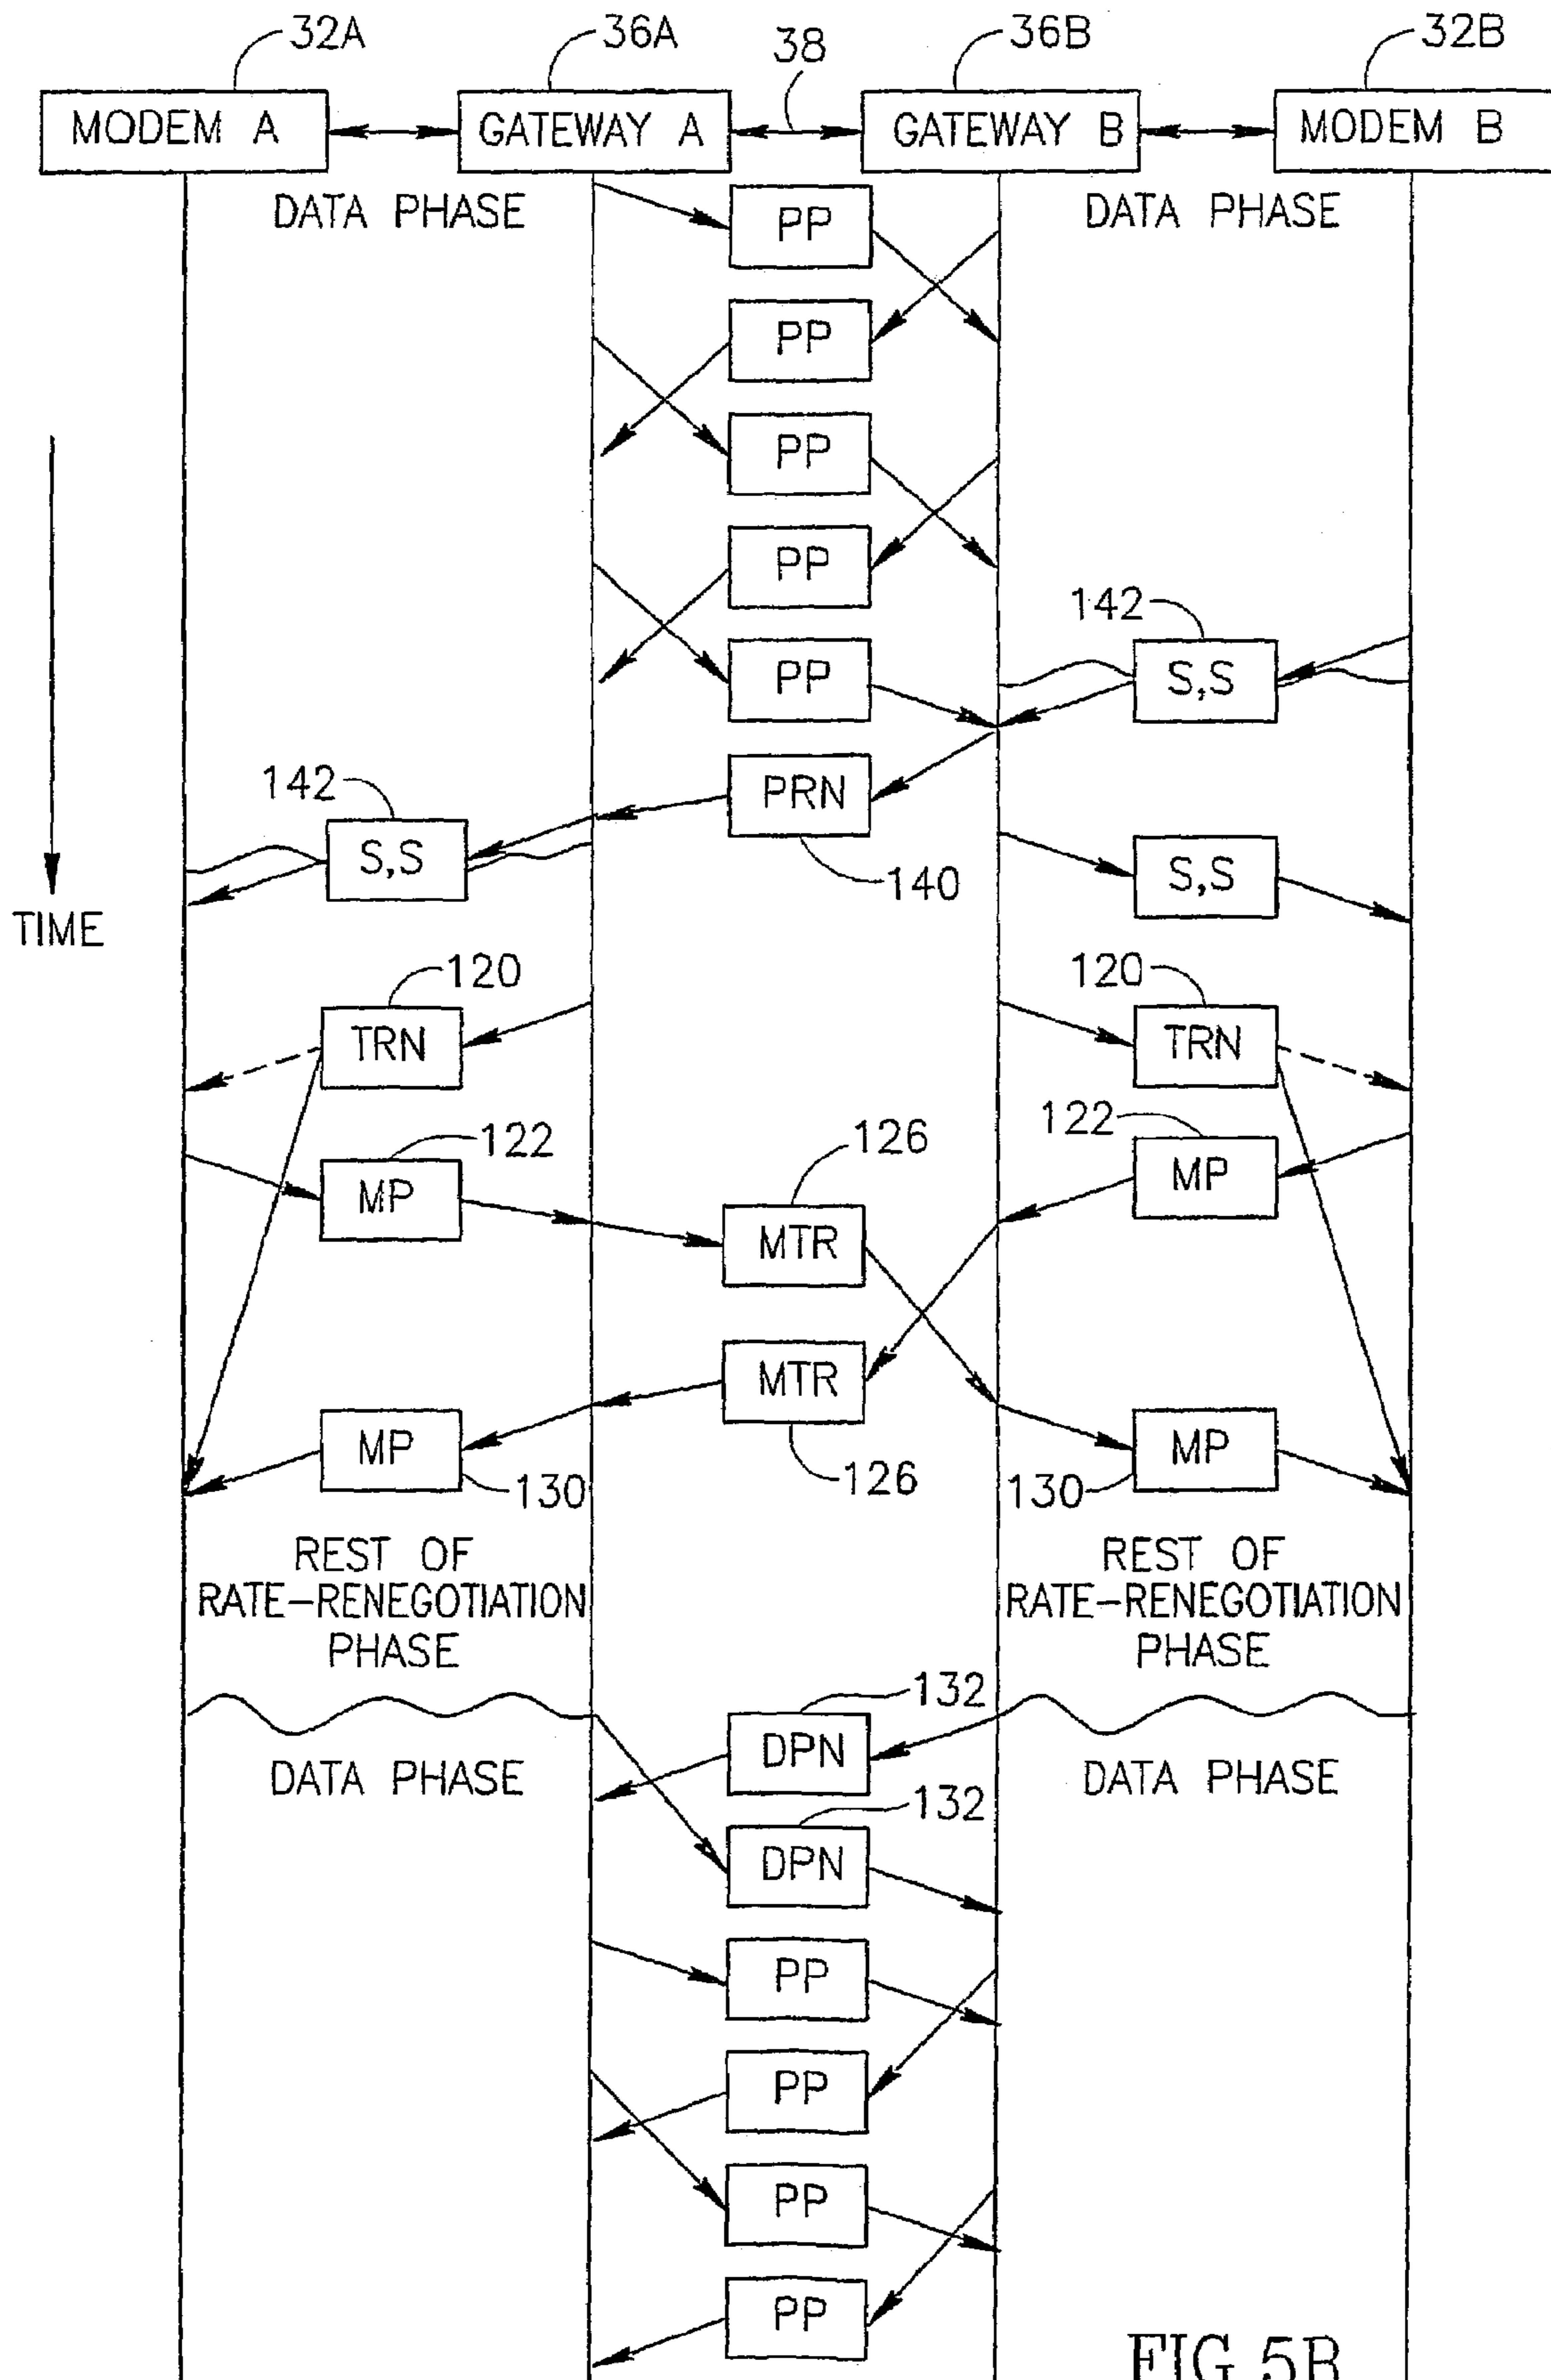 32A 36A 38 36B 32B
MODEM A GATEWAY A GATEWAY B MODEM B
DATA PHASE PP DATA PHASE
PP
PP
PP
142
PP S,S
142 PRN
S,S 140 S,S
TIME
120 120
TRN TRN
122 126 122
MP MTR MP
MTR
MP 130 126 130 MP
REST OF REST OF
RATE-RENEGOTIATION RATE-RENEGOTIATION
PHASE PHASE
132
DPN
DATA PHASE DATA PHASE
132
DPN
PP
PP
PP
PP
FIG.5B